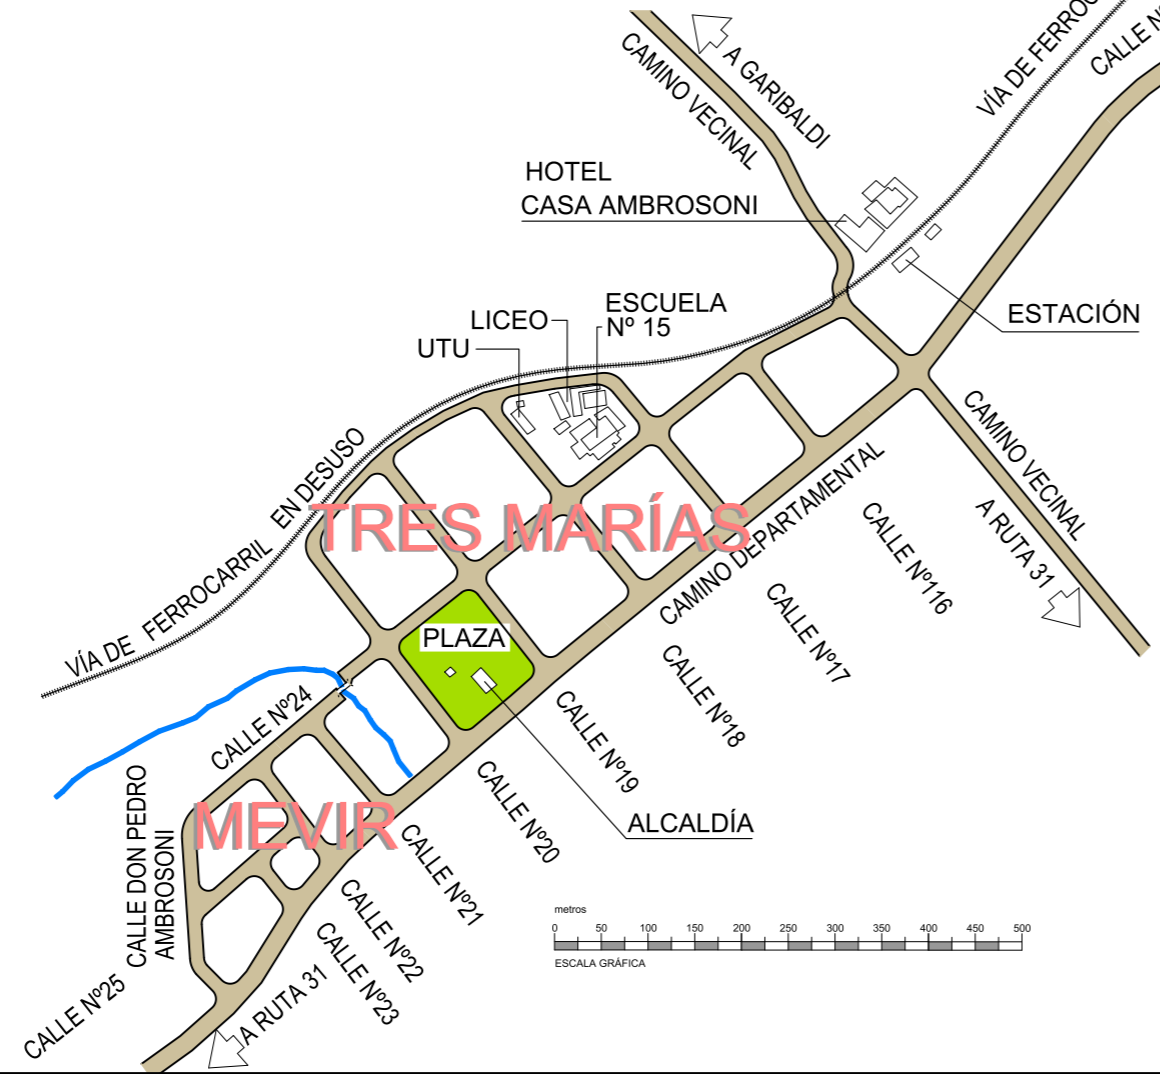 VÍA DE FERROC
CALLE Nº
A GARIBALDI
CAMINO VECINAL
HOTEL
CASA AMBROSONI
ESTACIÓN
ESCUELA
Nº 15
LICEO
UTU
CAMINO VECINAL
A RUTA 31
EN DESUSO
VÍA DE FERROCARRIL
TRES MARÍAS
CAMINO DEPARTAMENTAL
CALLE Nº116
CALLE Nº17
CALLE Nº18
CALLE Nº19
PLAZA
CALLE Nº24
CALLE Nº20
ALCALDÍA
MEVIR
CALLE DON PEDRO
AMBROSONI
CALLE Nº21
CALLE Nº22
CALLE Nº23
CALLE Nº25
A RUTA 31
metros
0 50 100 150 200 250 300 350 400 450 500
ESCALA GRÁFICA